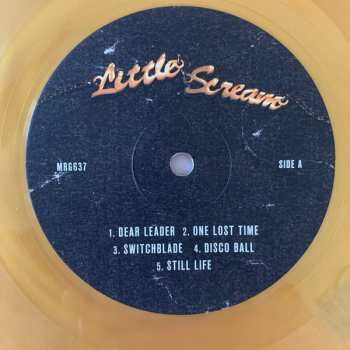 Little Scream
MRG637
SIDE A
1. DEAR LEADER 2. ONE LOST TIME
3. SWITCHBLADE 4. DISCO BALL
5. STILL LIFE